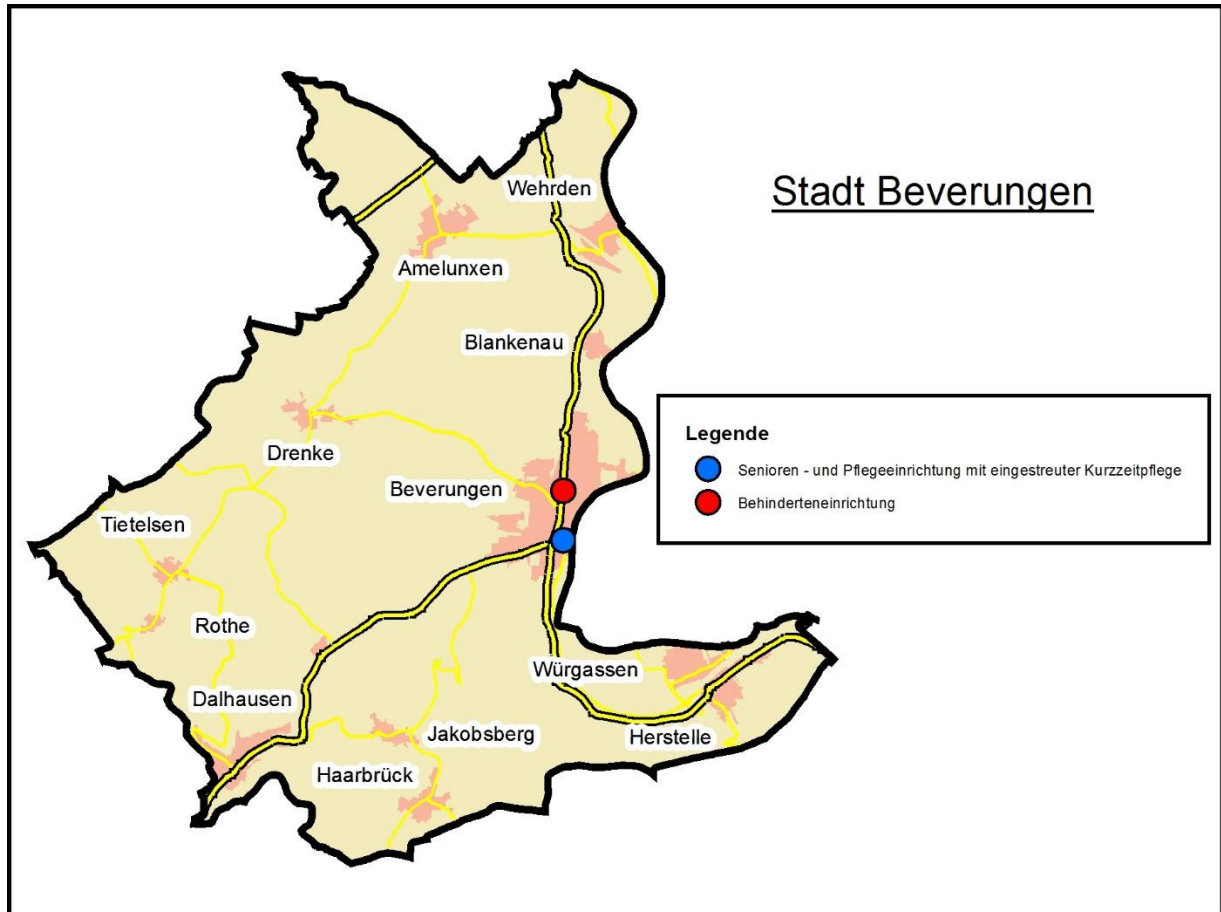 Stadt Beverungen
Wehrden
Amelunxen
Blankenau
Drenke
Beverungen
Tietelsen
Rothe
Dalhausen
Würgassen
Jakobsberg
Herstelle
Haarbrück
Legende
Senioren - und Pflegeeinrichtung mit eingestreuter Kurzzeitpflege
Behinderteneinrichtung